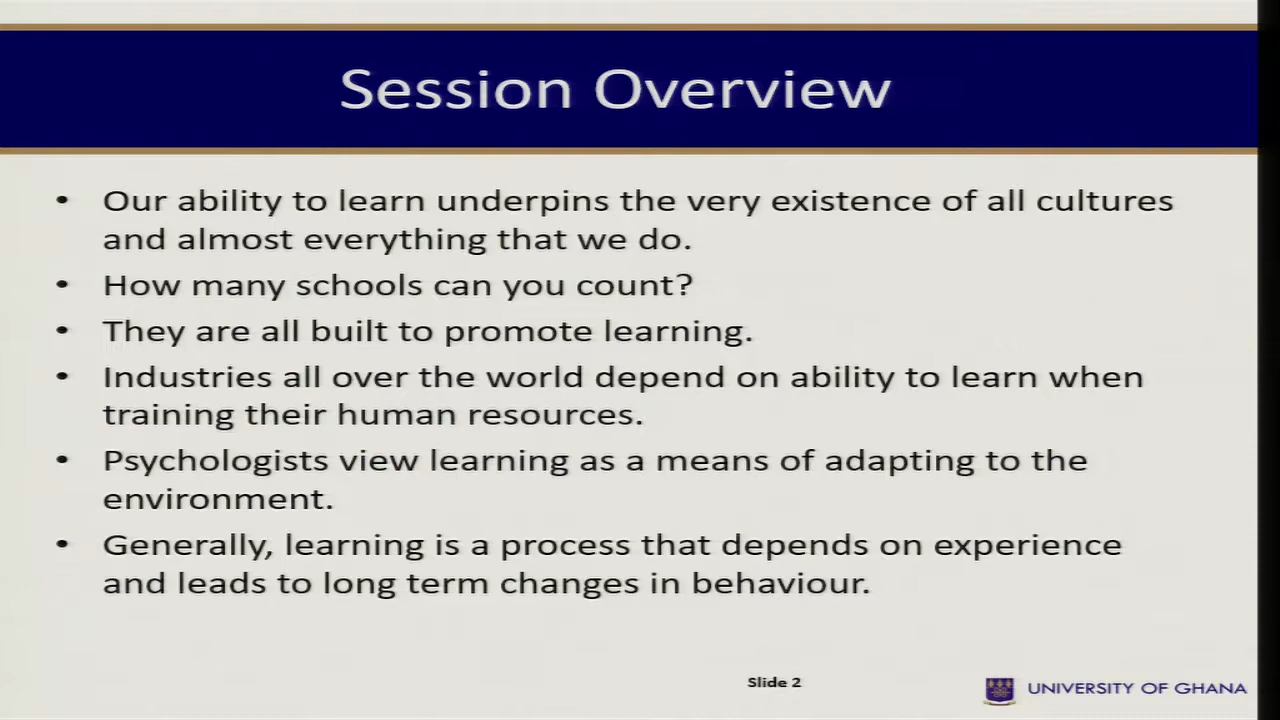 Session Overview
• Our ability to learn underpins the very existence of all cultures
and almost everything that we do.
• How many schools can you count?
• They are all built to promote learning.
• Industries all over the world depend on ability to learn when
training their human resources.
• Psychologists view learning as a means of adapting to the
environment.
• Generally, learning is a process that depends on experience
and leads to long term changes in behaviour.
Slide 2
UNIVERSITY OF GHANA